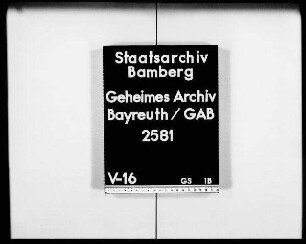 Staatsarchiv
Bamberg
Geheimes Archiv
Bayreuth / GAB
2581
V-16 GS 1B